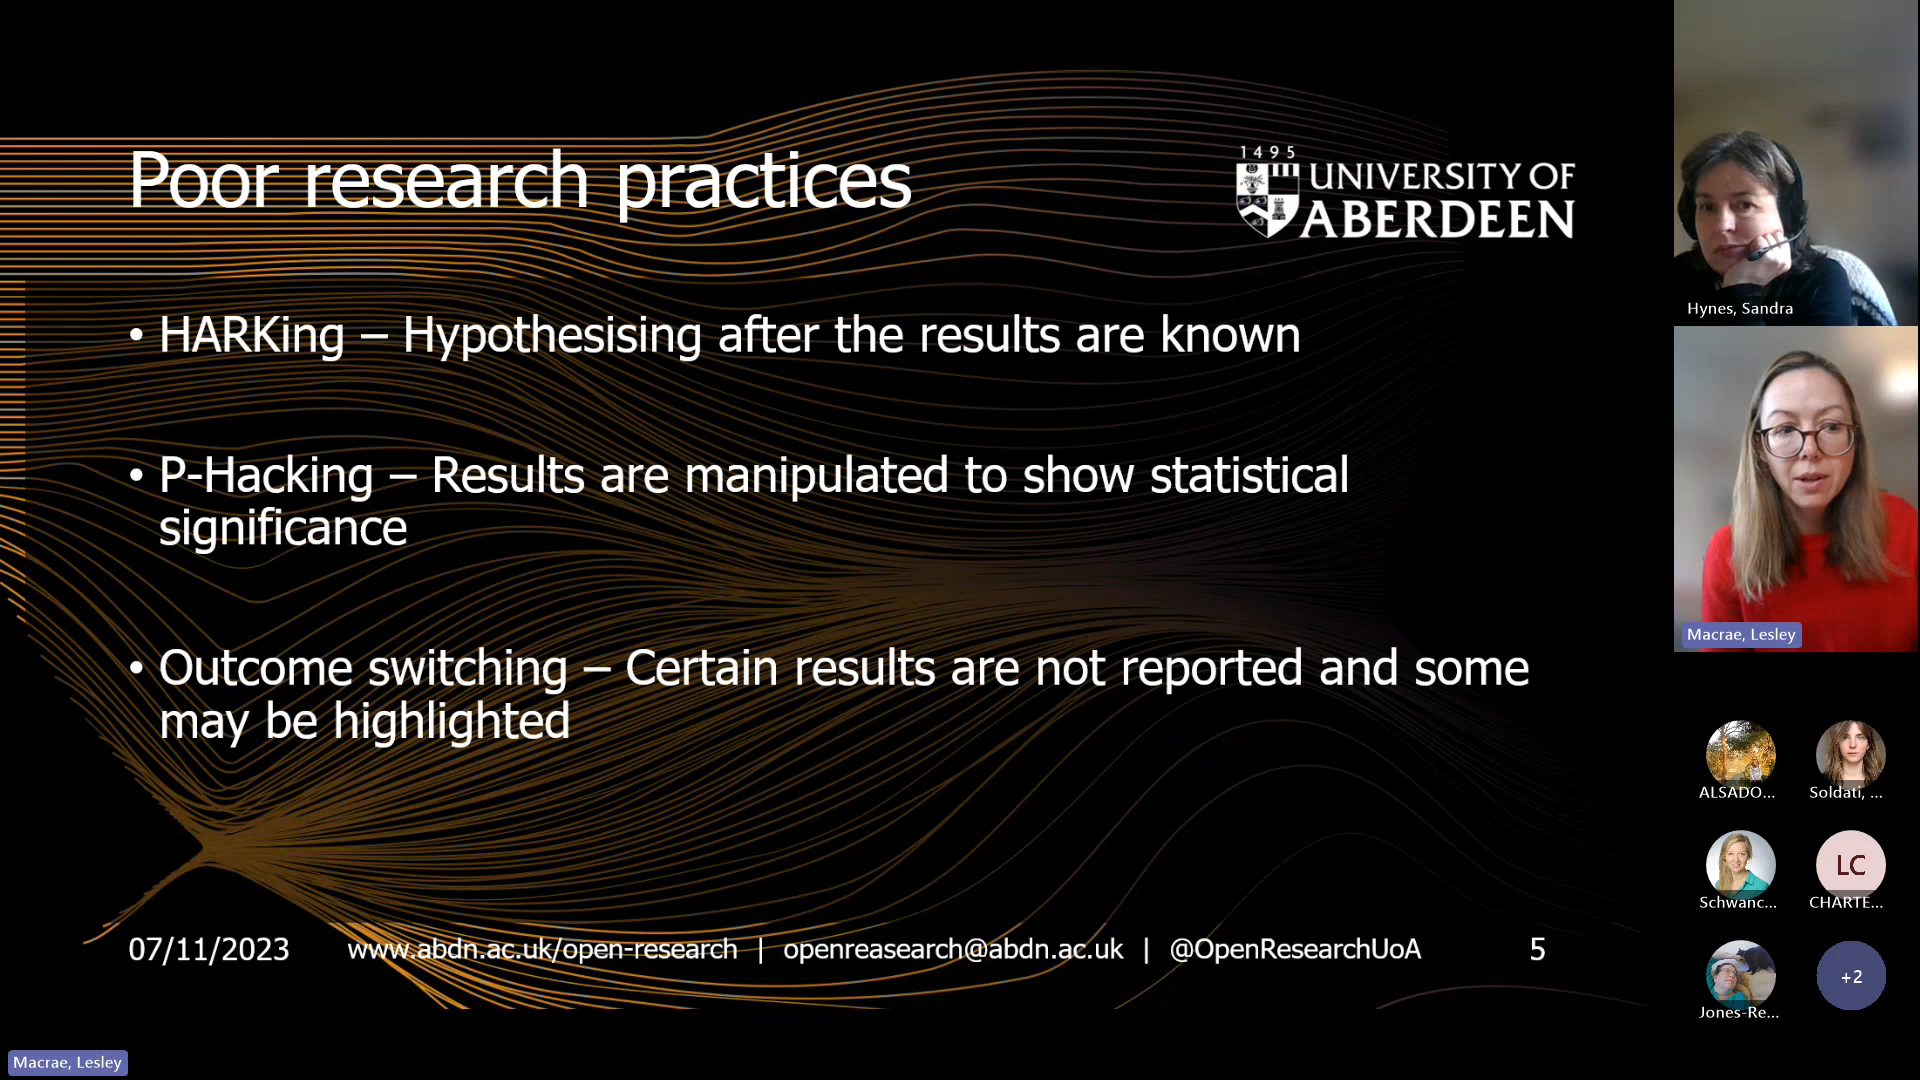 Poor research practices
1495
UNIVERSITY OF
ABERDEEN
• HARKing – Hypothesising after the results are known
• P-Hacking – Results are manipulated to show statistical
significance
• Outcome switching – Certain results are not reported and some
may be highlighted
07/11/2023 www.abdn.ac.uk/open-research | openreasearch@abdn.ac.uk | @OpenResearchUoA 5
Macrae, Lesley
Hynes, Sandra
Macrae, Lesley
ALSADO... Soldati, ...
LC
Schwanc... CHARTE...
+2
Jones-Re...